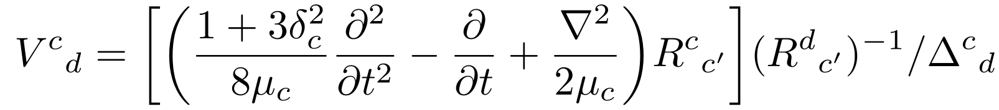 $$V^c{}_d = \left[ \left( \frac{1+3\delta_c^2}{8\mu_c} \frac{\partial^2}{\partial t^2} - \frac{\partial}{\partial t} + \frac{\nabla^2}{2\mu_c} \right) R^c{}_{c'} \right] (R^d{}_{c'})^{-1} / \Delta^c{}_d$$